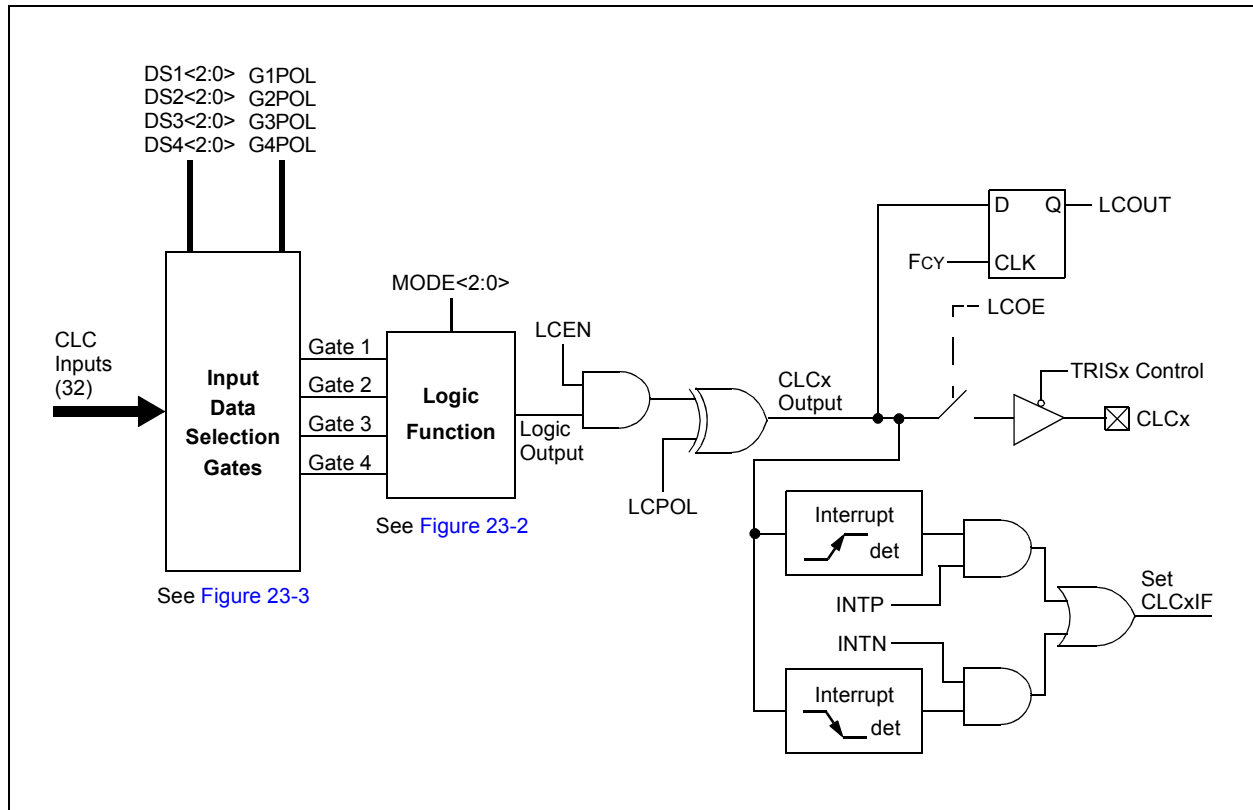 DS1<2:0> G1POL
DS2<2:0> G2POL
DS3<2:0> G3POL
DS4<2:0> G4POL
D Q
LCOUT
FCY
CLK
MODE<2:0>
LCOE
LCEN
CLC
Inputs
(32)
Input
Data
Selection
Gates
Gate 1
Gate 2
Gate 3
Gate 4
Logic
Function
Logic
Output
CLCx
Output
TRISx Control
CLCx
LCPOL
See Figure 23-2
See Figure 23-3
Interrupt
det
INTP
INTN
Set
CLCxIF
Interrupt
det